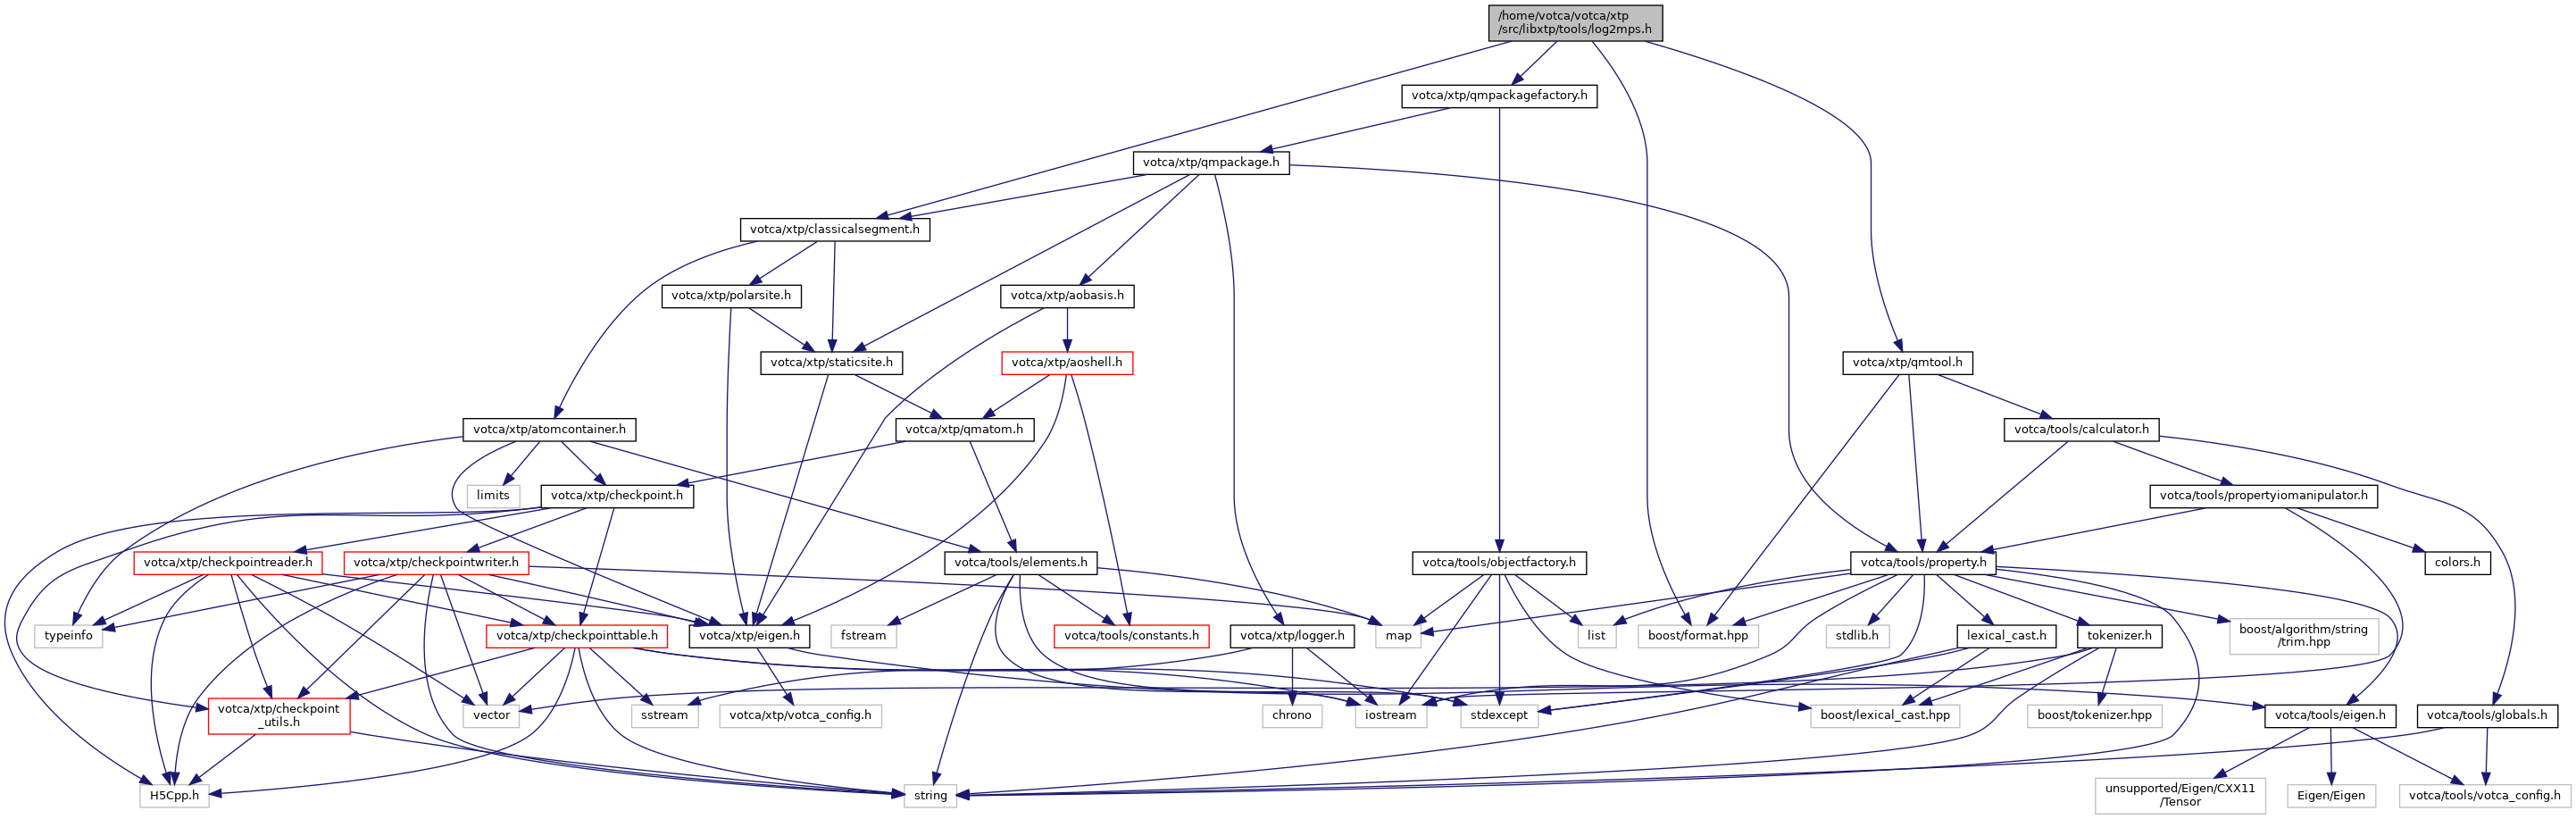 /home/votca/votca/xtp
/src/libxtp/tools/log2mps.h
votca/xtp/qmpackagefactory.h
votca/xtp/qmpackage.h
votca/xtp/classicalsegment.h
votca/xtp/polarsite.h
votca/xtp/aobasis.h
votca/xtp/staticsite.h
votca/xtp/aoshell.h
votca/xtp/qmtool.h
votca/xtp/atomcontainer.h
votca/xtp/qmatom.h
votca/tools/calculator.h
limits
votca/xtp/checkpoint.h
votca/tools/propertyiomanipulator.h
votca/xtp/checkpointreader.h
votca/xtp/checkpointwriter.h
votca/tools/elements.h
votca/tools/objectfactory.h
votca/tools/property.h
colors.h
typeinfo
votca/xtp/checkpointtable.h
votca/xtp/eigen.h
fstream
votca/tools/constants.h
votca/xtp/logger.h
map
list
boost/format.hpp
stdlib.h
lexical_cast.h
tokenizer.h
boost/algorithm/string
/trim.hpp
votca/xtp/checkpoint
_utils.h
vector
sstream
votca/xtp/votca_config.h
chrono
iostream
stdexcept
boost/lexical_cast.hpp
boost/tokenizer.hpp
votca/tools/eigen.h
votca/tools/globals.h
H5Cpp.h
string
unsupported/Eigen/CXX11
/Tensor
Eigen/Eigen
votca/tools/votca_config.h